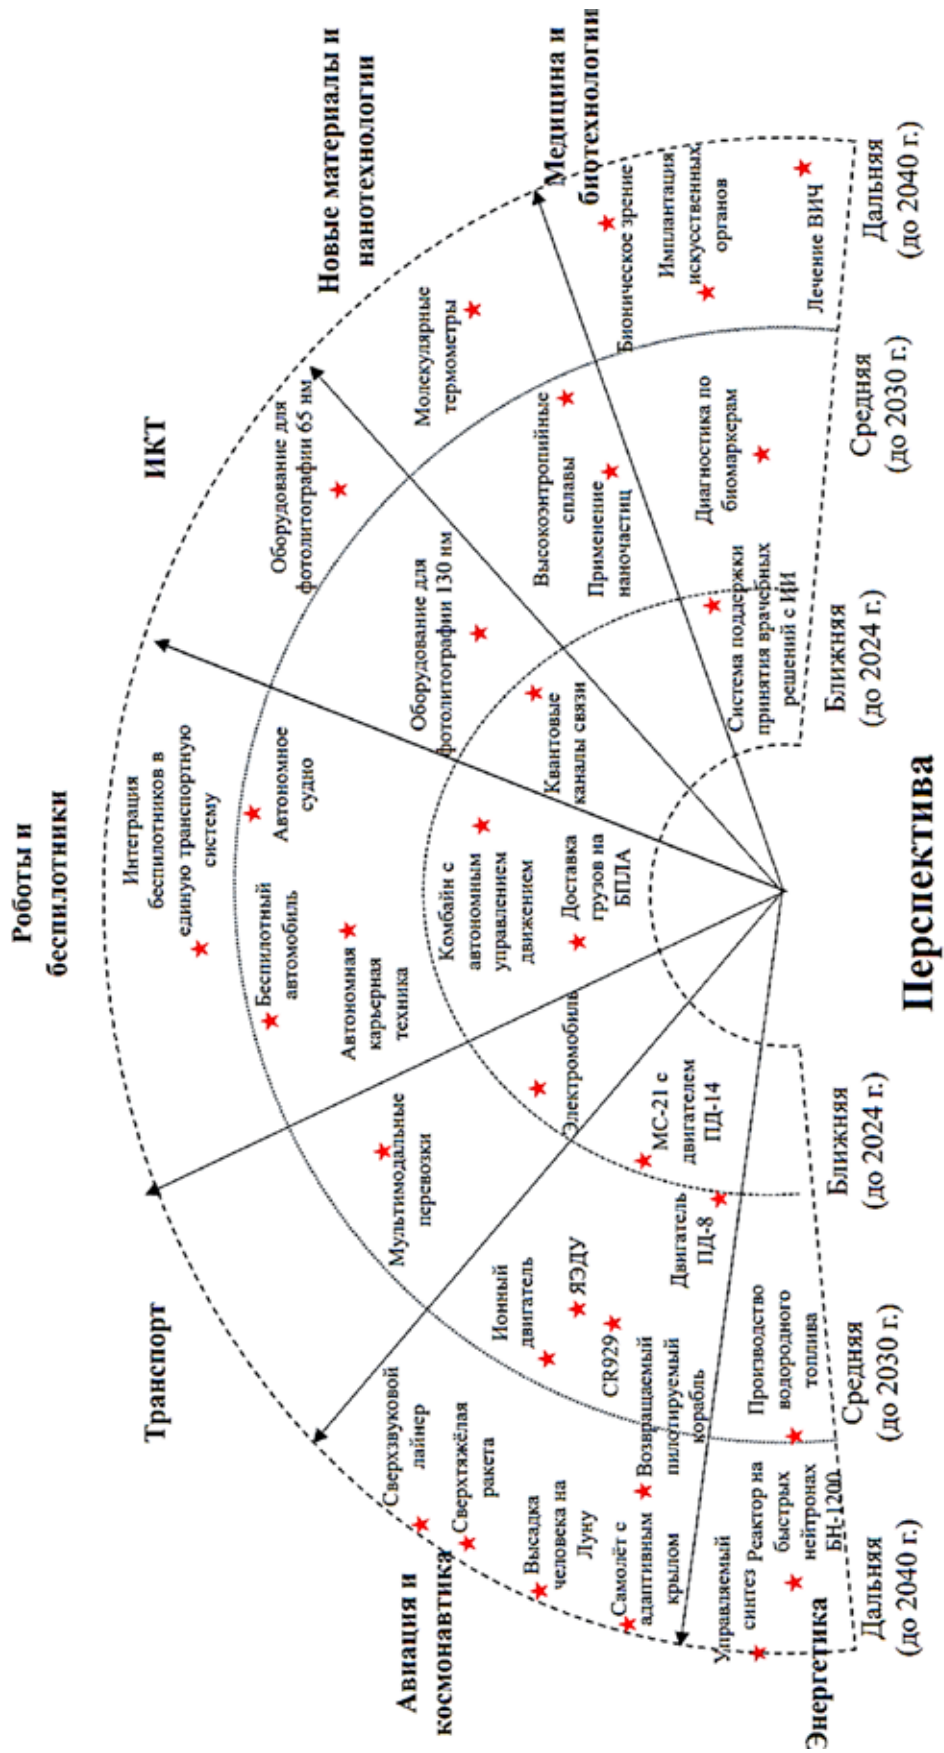 Роботы и
беспилотники
Транспорт
ИКТ
Авиация и
космонавтика
Новые материалы и
нанотехнологии
Энергетика
Медицина и
биотехнологии
Управляемый
синтез
Реактор на
быстрых
нейтронах
БН-1200
Производство
водородного
топлива
Самолёт с
адаптивным
крылом
Высадка
человека на
Луну
Сверхтяжёлая
ракета
Сверхзвуковой
лайнер
Возвращаемый
пилотируемый
корабль
CR929
ЯЭДУ
Ионный
двигатель
Двигатель
ПД-8
МС-21 с
двигателем
ПД-14
Мультимодальные
перевозки
Электромобиль
Интеграция
беспилотников в
единую транспортную
систему
Беспилотный
автомобиль
Автономное
судно
Автономная
карьерная
техника
Комбайн с
автономным
управлением
движением
Доставка
грузов на
БПЛА
Оборудование для
фотолитографии 65 нм
Оборудование для
фотолитографии 130 нм
Квантовые
каналы связи
Молекулярные
термометры
Высокоэнтропийные
сплавы
Применение
наночастиц
Бионическое зрение
Имплантация
искусственных
органов
Лечение ВИЧ
Диагностика по
биомаркерам
Система поддержки
принятия врачебных
решений с ИИ
Дальняя
(до 2040 г.)
Средняя
(до 2030 г.)
Ближняя
(до 2024 г.)
Ближняя
(до 2024 г.)
Средняя
(до 2030 г.)
Дальняя
(до 2040 г.)
Перспектива